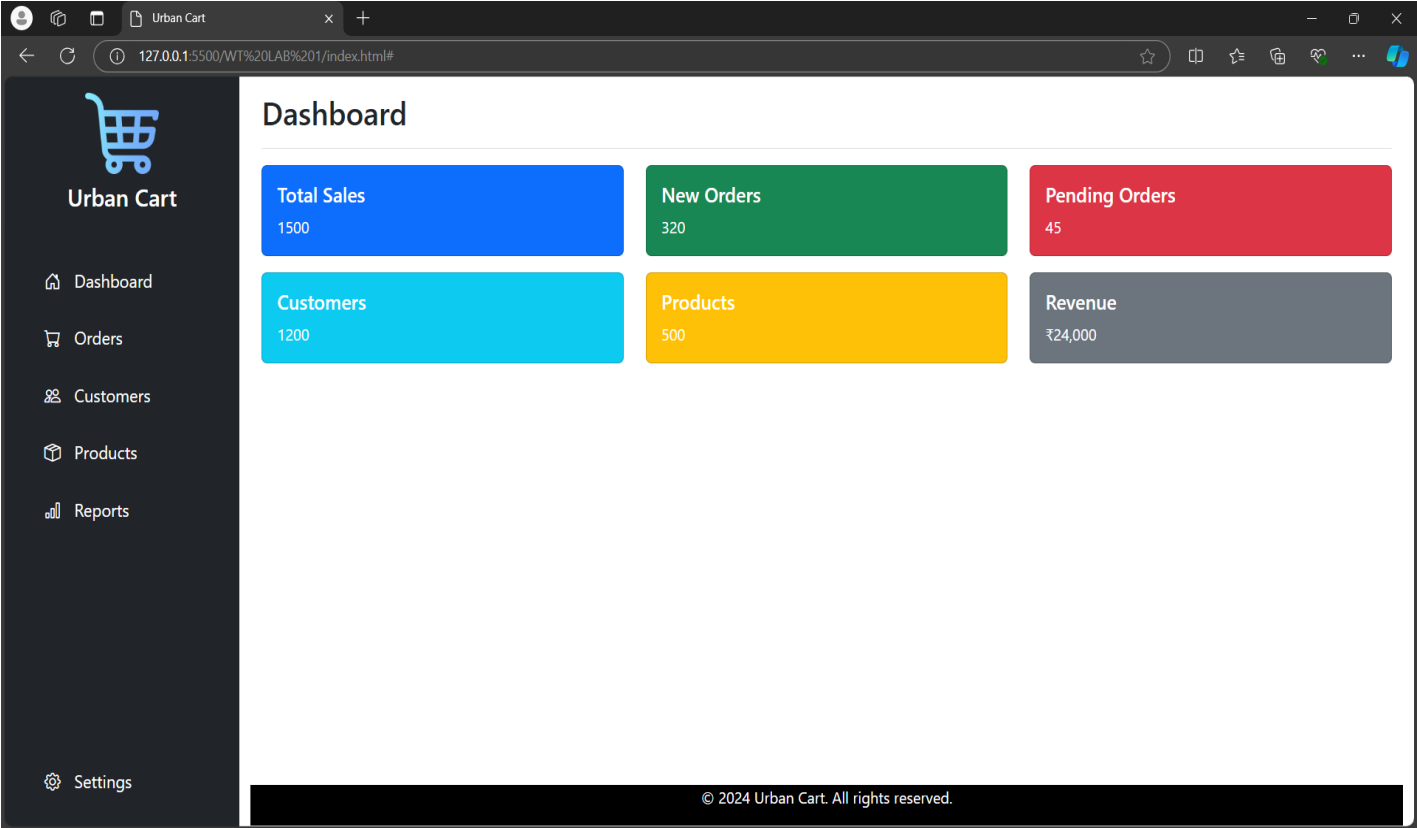 Urban Cart
127.0.0.1:5500/WT%20LAB%201/index.html#
Urban Cart
Dashboard
Orders
Customers
Products
Reports
Settings
Dashboard
Total Sales
1500
New Orders
320
Pending Orders
45
Customers
1200
Products
500
Revenue
₹24,000
© 2024 Urban Cart. All rights reserved.